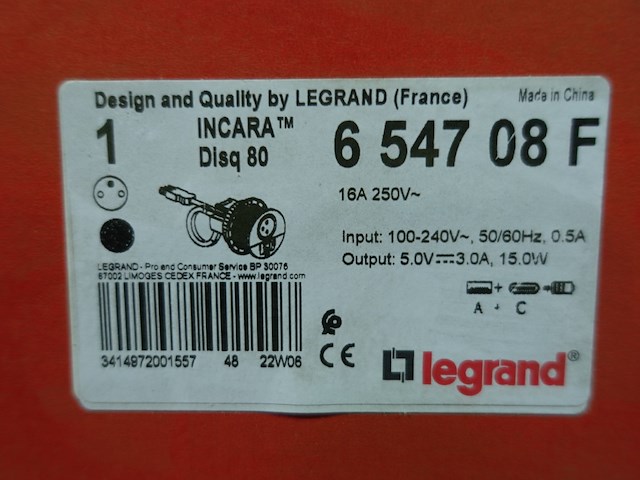 Design and Quality by LEGRAND (France)
Made in China
1
INCARA™
Disq 80
6 547 08 F
16A 250V~
Input: 100-240V~, 50/60Hz, 0.5A
Output: 5.0V⎓3.0A, 15.0W
A + C
LEGRAND - Pro and Consumer Service BP 30076
87002 LIMOGES CEDEX FRANCE - www.legrand.com
3414972001557 48 22W06
CE
legrand®